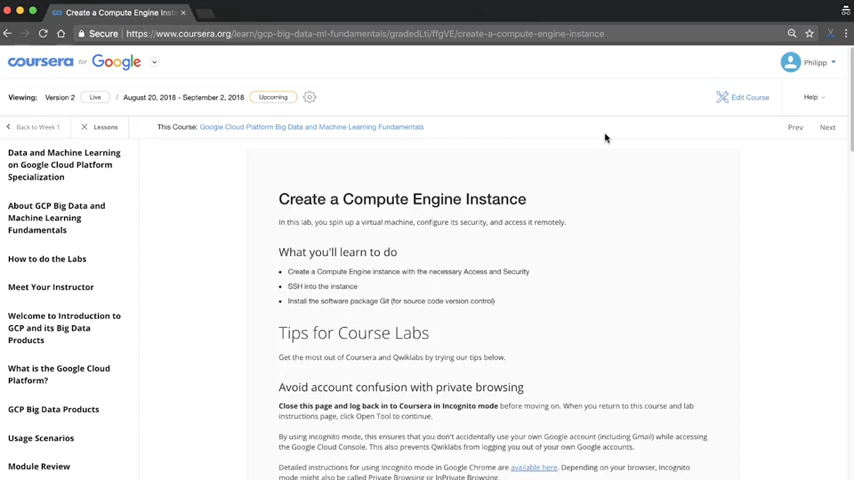 Create a Compute Engine Insta
Secure https://www.coursera.org/learn/gcp-big-data-ml-fundamentals/gradedLti/ffgVE/create-a-compute-engine-instance
coursera for Google
Philipp
Viewing: Version 2 Live / August 20, 2018 - September 2, 2018 Upcoming
Edit Course
Help
Back to Week 1
Lessons
This Course: Google Cloud Platform Big Data and Machine Learning Fundamentals
Prev Next
Data and Machine Learning
on Google Cloud Platform
Specialization
About GCP Big Data and
Machine Learning
Fundamentals
How to do the Labs
Meet Your Instructor
Welcome to Introduction to
GCP and its Big Data
Products
What is the Google Cloud
Platform?
GCP Big Data Products
Usage Scenarios
Module Review
Create a Compute Engine Instance
In this lab, you spin up a virtual machine, configure its security, and access it remotely.
What you'll learn to do
• Create a Compute Engine instance with the necessary Access and Security
• SSH into the instance
• Install the software package Git (for source code version control)
Tips for Course Labs
Get the most out of Coursera and Qwiklabs by trying our tips below.
Avoid account confusion with private browsing
Close this page and log back in to Coursera in Incognito mode before moving on. When you return to this course and lab
instructions page, click Open Tool to continue.
By using incognito mode, this ensures that you don't accidentally use your own Google account (including Gmail) while accessing
the Google Cloud Console. This also prevents Qwiklabs from logging you out of your own Google accounts.
Detailed instructions for using Incognito mode in Google Chrome are available here. Depending on your browser, Incognito
mode might also be called Private Browsing or InPrivate Browsing.